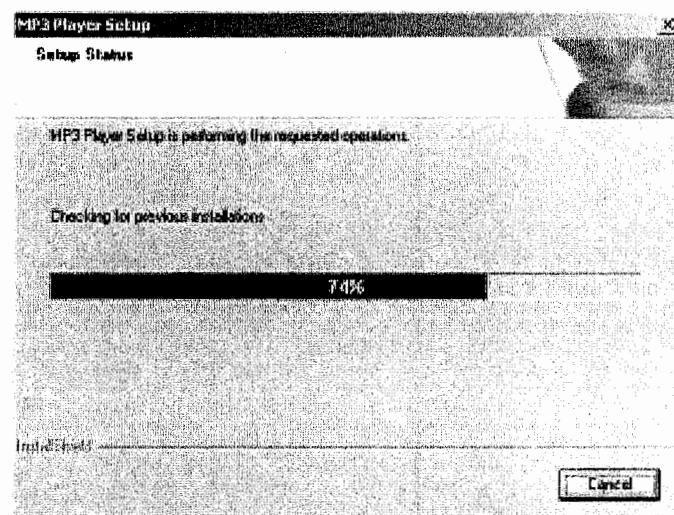 MP3 Player Setup
Setup Status
MP3 Player Setup is performing the requested operations.
Checking for previous installations
74%
InstallShield
Cancel